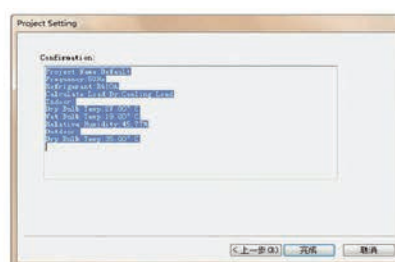 Project Setting
Confirmation:
Project Name Default
Frequency 50Hz
Refrigerant R410A
Calculate Load By:Cooling Load
Indoor
Dry Bulb Temp:27.00° C
Wet Bulb Temp:19.00° C
Relative Humidity
Outdoor
Dry Bulb Temp:35.00° C
<上一步(B)
完成
取消